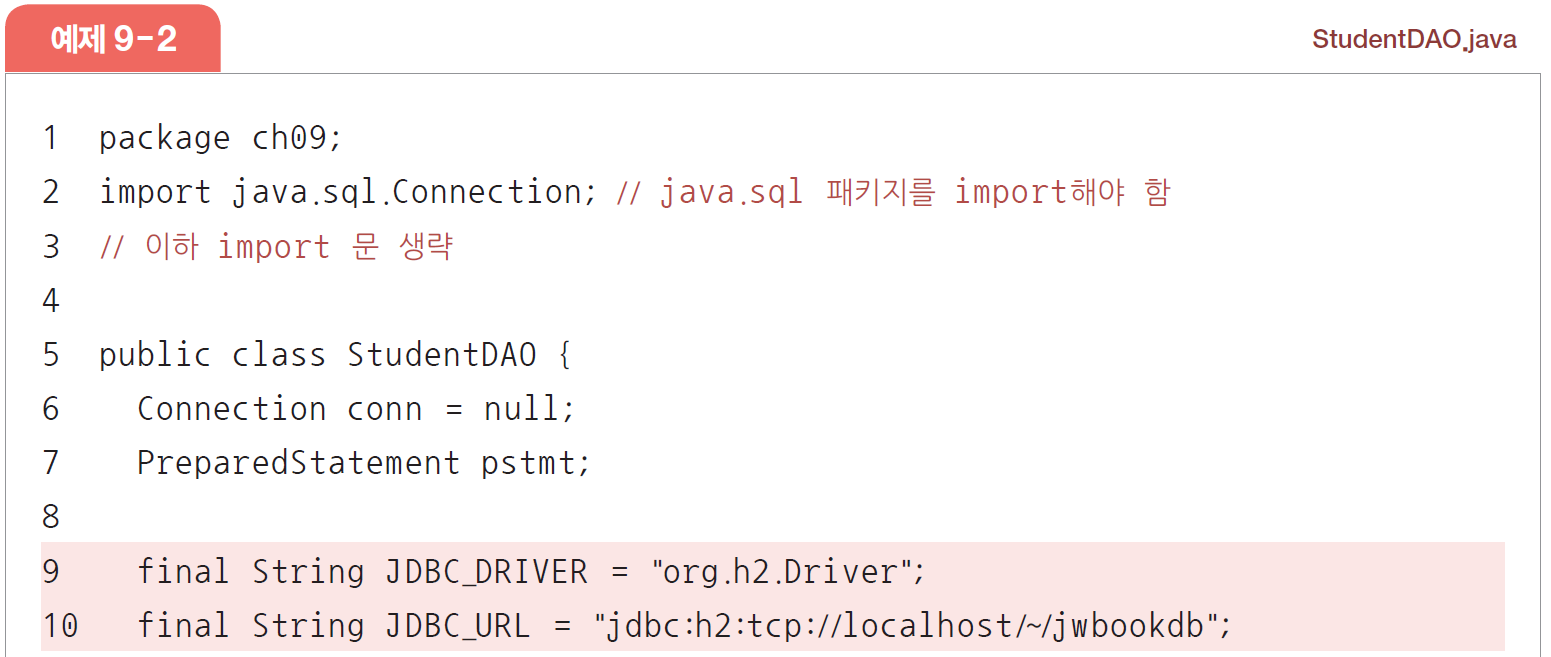 예제 9-2
StudentDAO.java
1 package ch09;
2 import java.sql.Connection; // java.sql 패키지를 import해야 함
3 // 이하 import 문 생략
4
5 public class StudentDAO {
6   Connection conn = null;
7   PreparedStatement pstmt;
8
9   final String JDBC_DRIVER = "org.h2.Driver";
10   final String JDBC_URL = "jdbc:h2:tcp://localhost/~/jwbookdb";